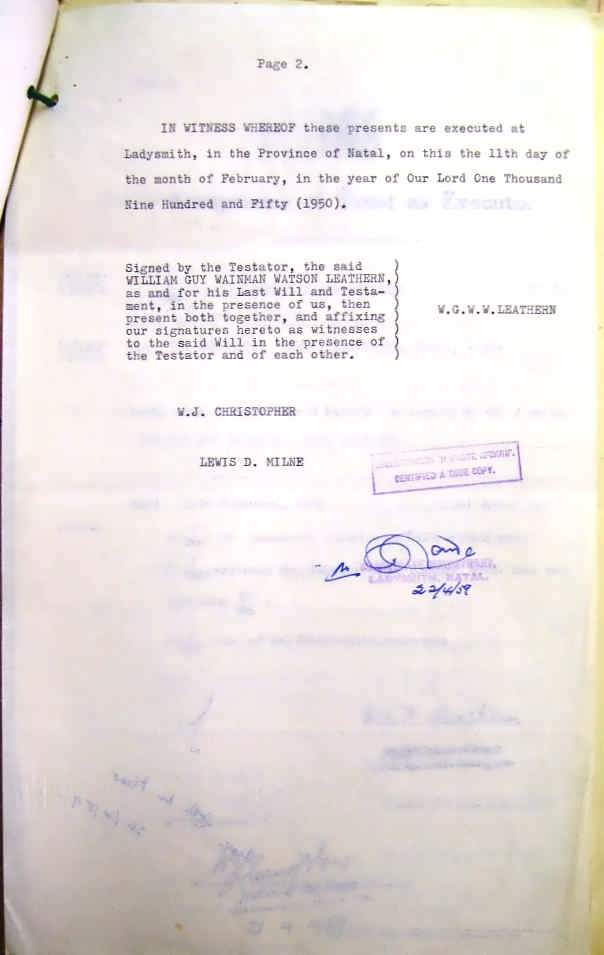 Page 2.
IN WITNESS WHEREOF these presents are executed at
Ladysmith, in the Province of Natal, on this the 11th day of
the month of February, in the year of Our Lord One Thousand
Nine Hundred and Fifty (1950).
Signed by the Testator, the said
WILLIAM GUY WAINMAN WATSON LEATHERN,
as and for his Last Will and Testa-
ment, in the presence of us, then
present both together, and affixing
our signatures hereto as witnesses
to the said Will in the presence of
the Testator and of each other.
W.G.W.W.LEATHERN
W.J. CHRISTOPHER
LEWIS D. MILNE
CERTIFIED A TRUE COPY.
LADYSMITH, NATAL.
22/4/59